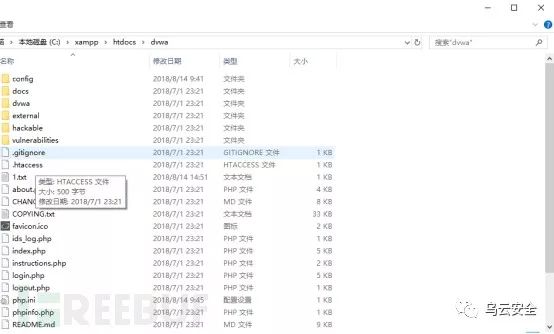 查看
本地磁盘 (C:) > xampp > htdocs > dvwa
搜索"dvwa"
名称 修改日期 类型 大小
config 2018/8/14 9:41 文件夹
docs 2018/7/1 23:21 文件夹
dvwa 2018/7/1 23:21 文件夹
external 2018/7/1 23:21 文件夹
hackable 2018/7/1 23:21 文件夹
vulnerabilities 2018/7/1 23:21 文件夹
.gitignore 2018/7/1 23:21 GITIGNORE 文件 1 KB
.htaccess 2018/7/1 23:21 HTACCESS 文件 1 KB
1.txt 2018/8/14 14:51 文本文档 1 KB
类型: HTACCESS 文件
大小: 500 字节
修改日期: 2018/7/1 23:21
about. 2018/7/1 23:21 PHP 文件 4 KB
CHANG 2018/7/1 23:21 MD 文件 8 KB
COPYING.txt 2018/7/1 23:21 文本文档 33 KB
favicon.ico 2018/7/1 23:21 图标 2 KB
ids_log.php 2018/7/1 23:21 PHP 文件 1 KB
index.php 2018/7/1 23:21 PHP 文件 5 KB
instructions.php 2018/7/1 23:21 PHP 文件 2 KB
login.php 2018/7/1 23:21 PHP 文件 5 KB
logout.php 2018/7/1 23:21 PHP 文件 1 KB
php.ini 2018/8/14 9:45 配置设置 1 KB
phpinfo.php 2018/7/1 23:21 PHP 文件 1 KB
README.md 2018/7/1 23:21 MD 文件 9 KB
乌云安全